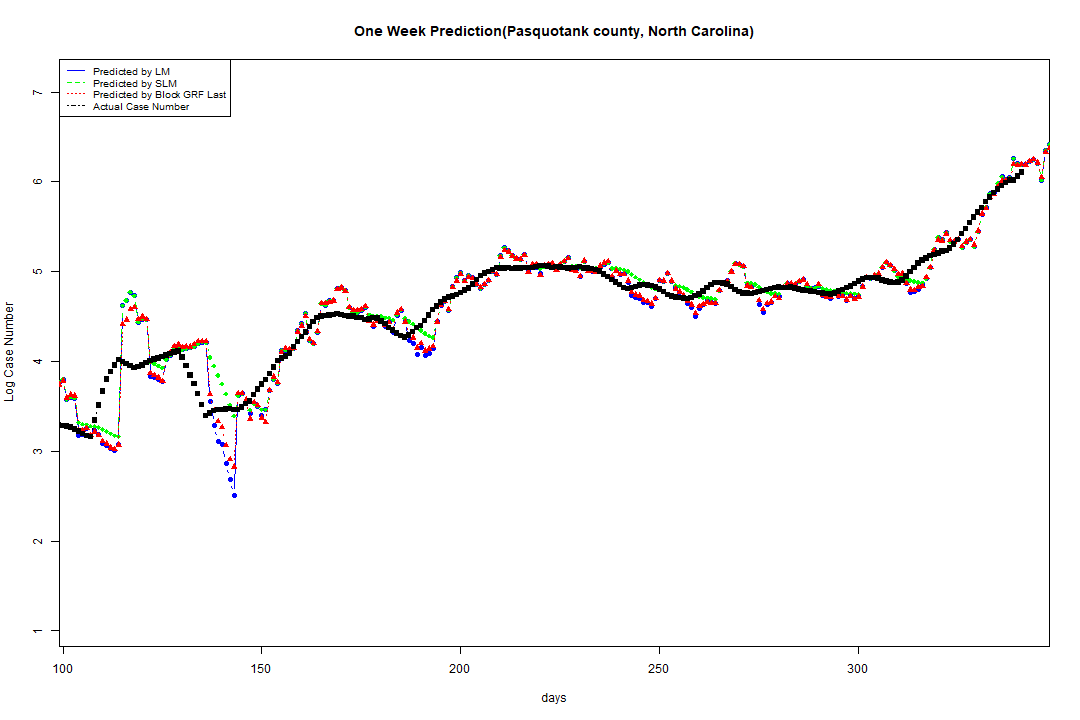 One Week Prediction(Pasquotank county, North Carolina)
Predicted by LM
Predicted by SLM
Predicted by Block GRF Last
Actual Case Number
Log Case Number
7
6
5
4
3
2
1
100 150 200 250 300
days